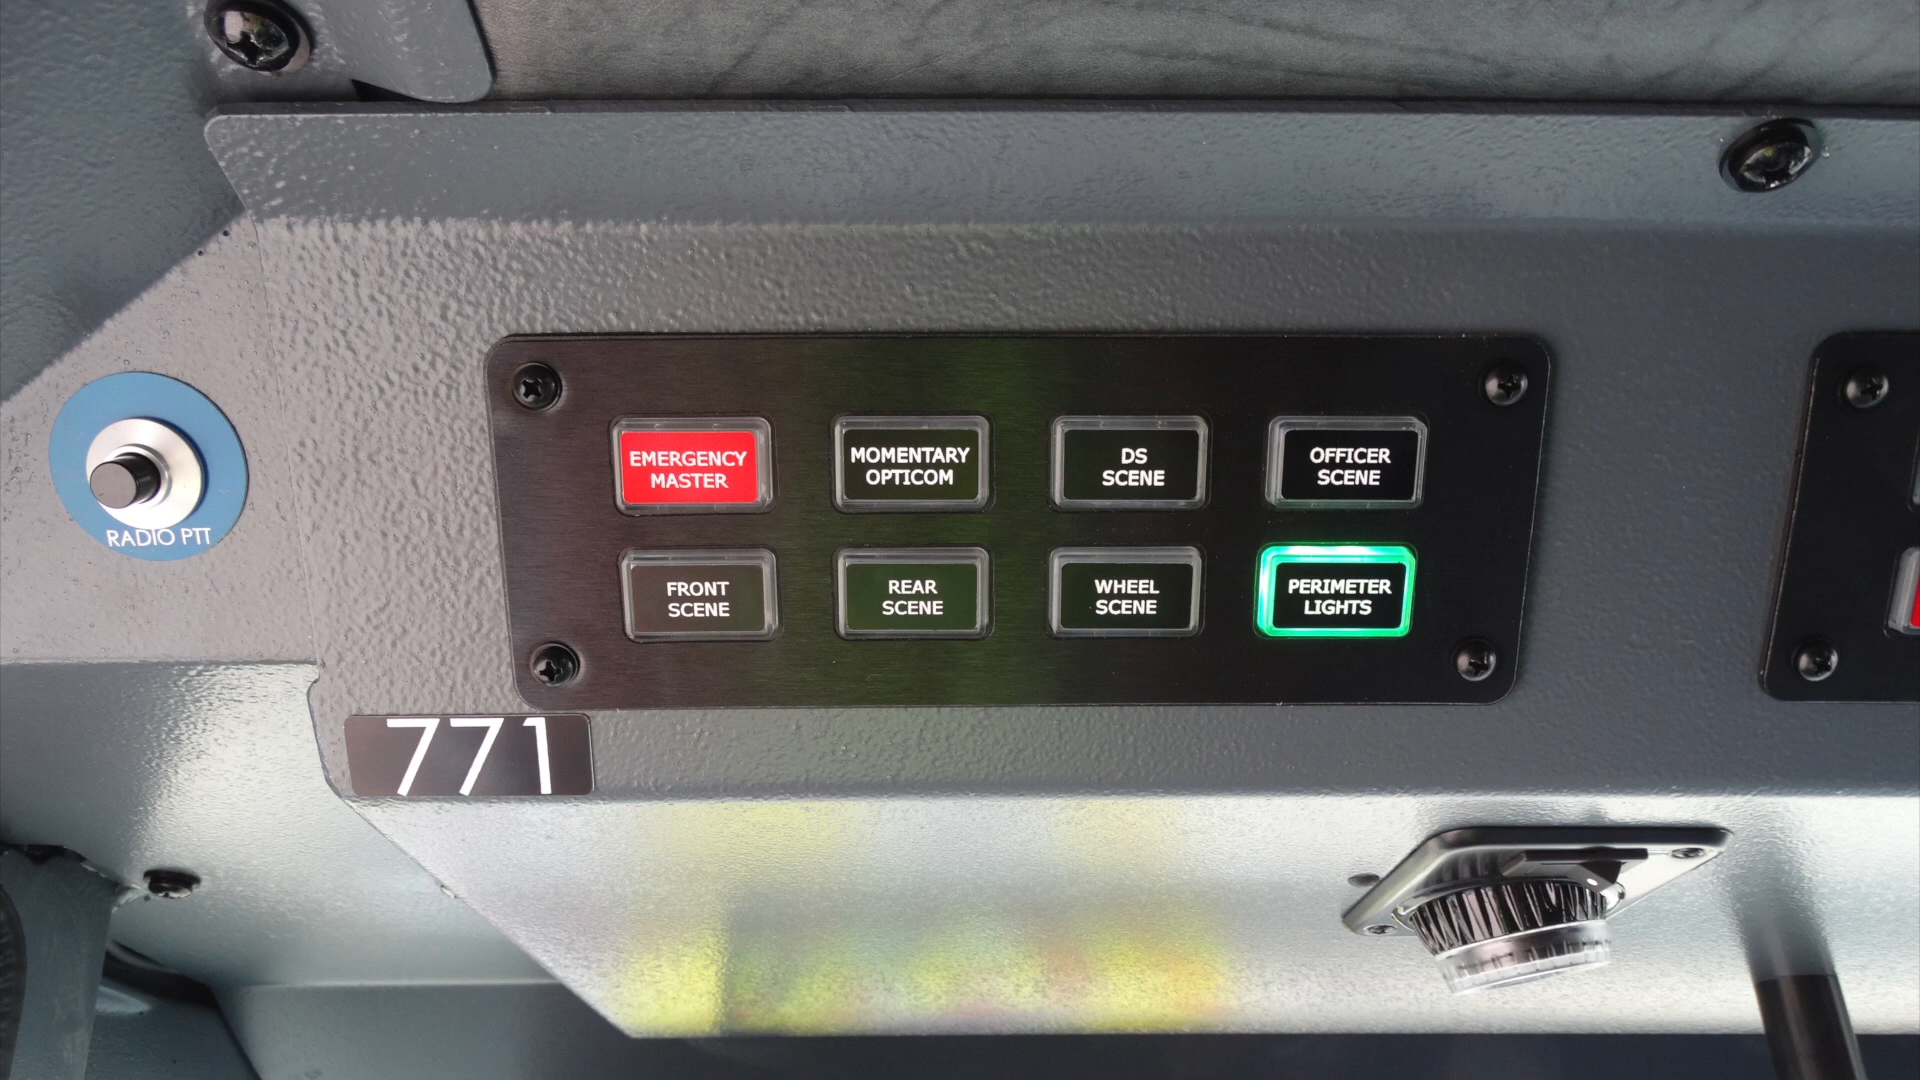 EMERGENCY
MASTER
MOMENTARY
OPTICOM
DS
SCENE
OFFICER
SCENE
RADIO PTT
FRONT
SCENE
REAR
SCENE
WHEEL
SCENE
PERIMETER
LIGHTS
771